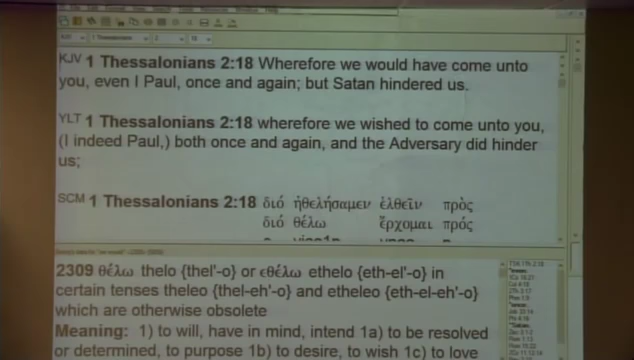 KJV 1 Thessalonians 2:18 Wherefore we would have come unto
you, even I Paul, once and again; but Satan hindered us.
YLT 1 Thessalonians 2:18 wherefore we wished to come unto you,
(I indeed Paul,) both once and again, and the Adversary did hinder
us;
SCM 1 Thessalonians 2:18 διό ἠθελήσαμεν ἐλθεῖν πρὸς
διό θέλω ἔρχομαι πρός
2309 θέλω thelo {thel'-o} or εθέλω ethelo {eth-el'-o} in
certain tenses theleo {thel-eh'-o} and etheleo {eth-el-eh'-o}
which are otherwise obsolete
Meaning: 1) to will, have in mind, intend 1a) to be resolved
or determined, to purpose 1b) to desire, to wish 1c) to love